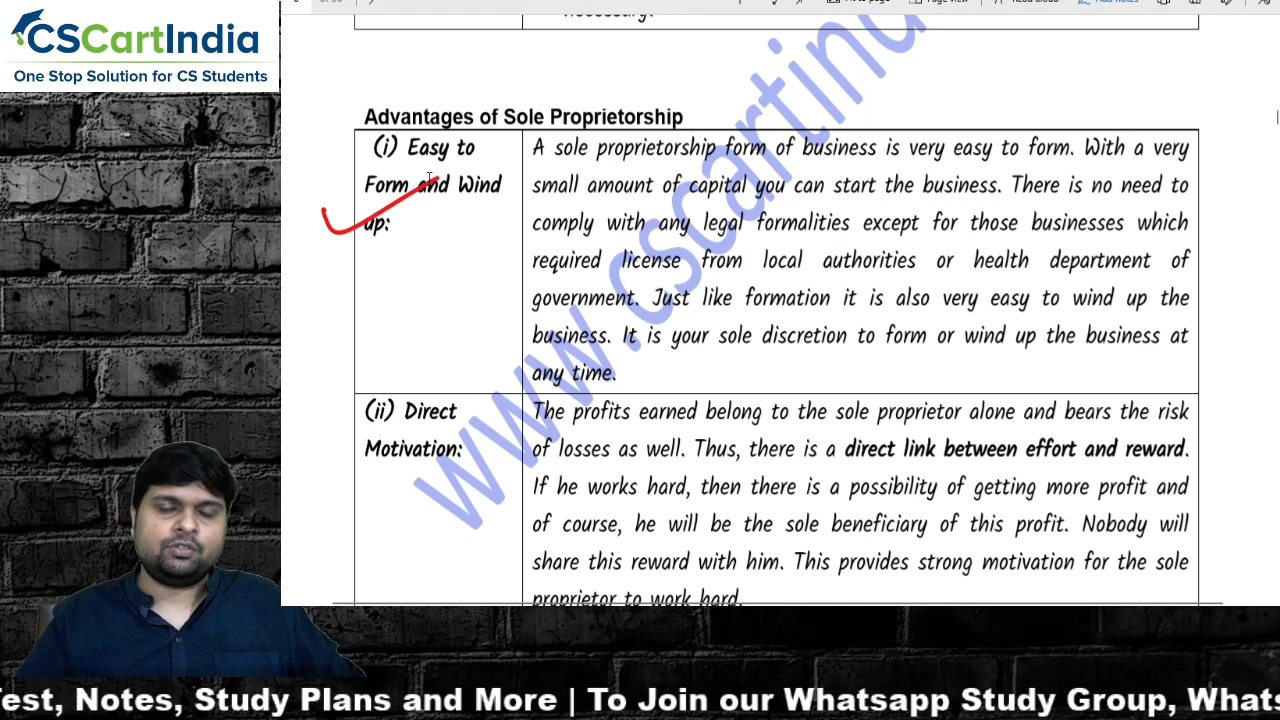 CSCartIndia
One Stop Solution for CS Students
necessary.
Advantages of Sole Proprietorship
(i) Easy to
Form and Wind
up:
A sole proprietorship form of business is very easy to form. With a very
small amount of capital you can start the business. There is no need to
comply with any legal formalities except for those businesses which
required license from local authorities or health department of
government. Just like formation it is also very easy to wind up the
business. It is your sole discretion to form or wind up the business at
any time.
(ii) Direct
Motivation:
The profits earned belong to the sole proprietor alone and bears the risk
of losses as well. Thus, there is a direct link between effort and reward.
If he works hard, then there is a possibility of getting more profit and
of course, he will be the sole beneficiary of this profit. Nobody will
share this reward with him. This provides strong motivation for the sole
proprietor to work hard.
www.cscartind
Test, Notes, Study Plans and More | To Join our Whatsapp Study Group, Whats